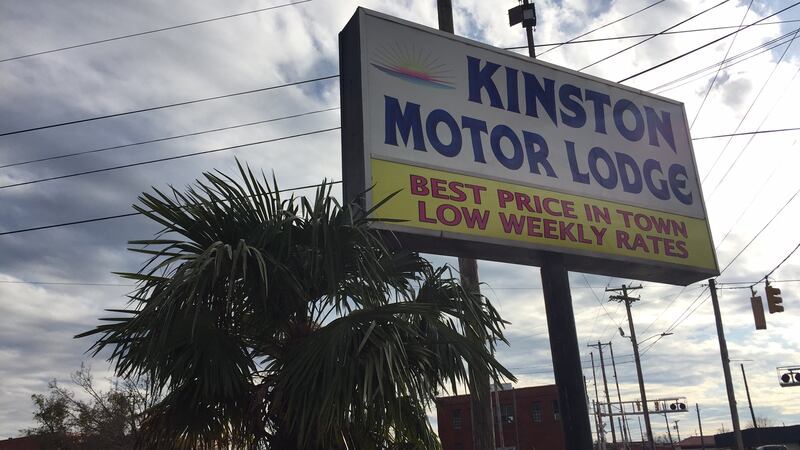 KINSTON
MOTOR LODGE
BEST PRICE IN TOWN
LOW WEEKLY RATES